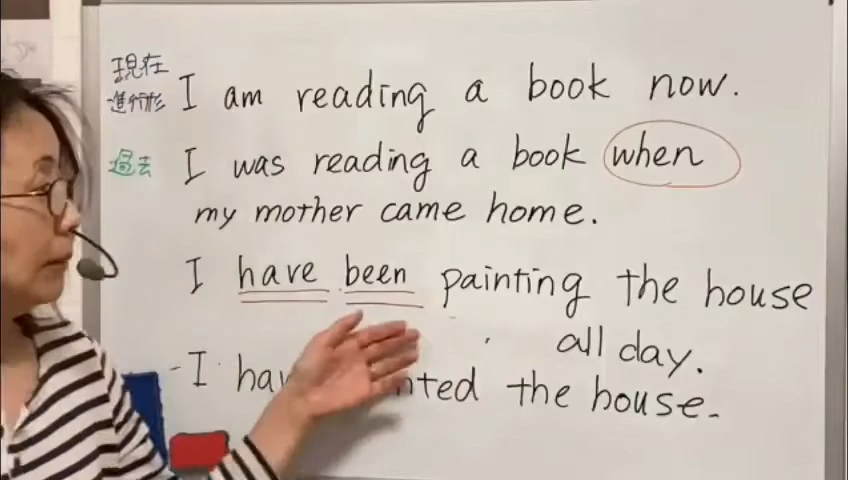 現在
進行形
I am reading a book now.
過去
I was reading a book when
my mother came home.
I have been painting the house
all day.
-I the house.